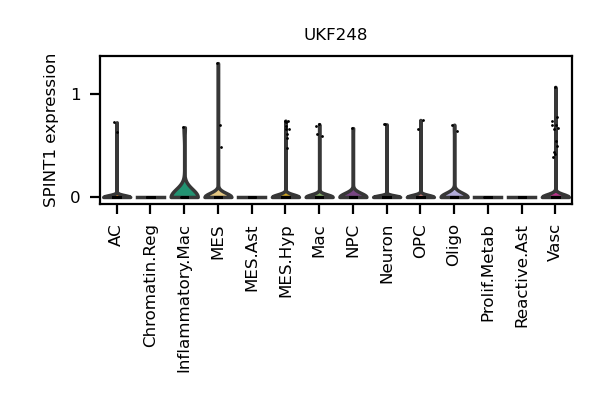 UKF248
SPINT1 expression
1
0
AC
Chromatin.Reg
Inflammatory.Mac
MES
MES.Ast
MES.Hyp
Mac
NPC
Neuron
OPC
Oligo
Prolif.Metab
Reactive.Ast
Vasc